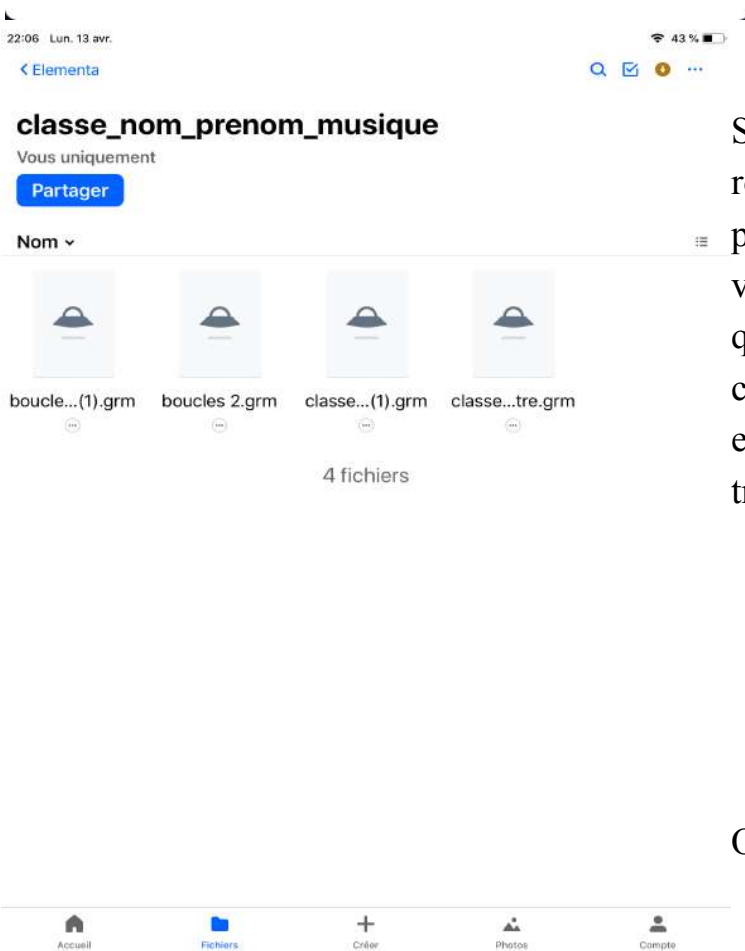 22:06 Lun. 13 avr. 43 %
Elementa
classe_nom_prenom_musique
Vous uniquement
Partager
Nom
boucle...(1).grm boucles 2.grm classe...(1).grm classe...tre.grm
4 fichiers
Accueil Fichiers Créer Photos Compte